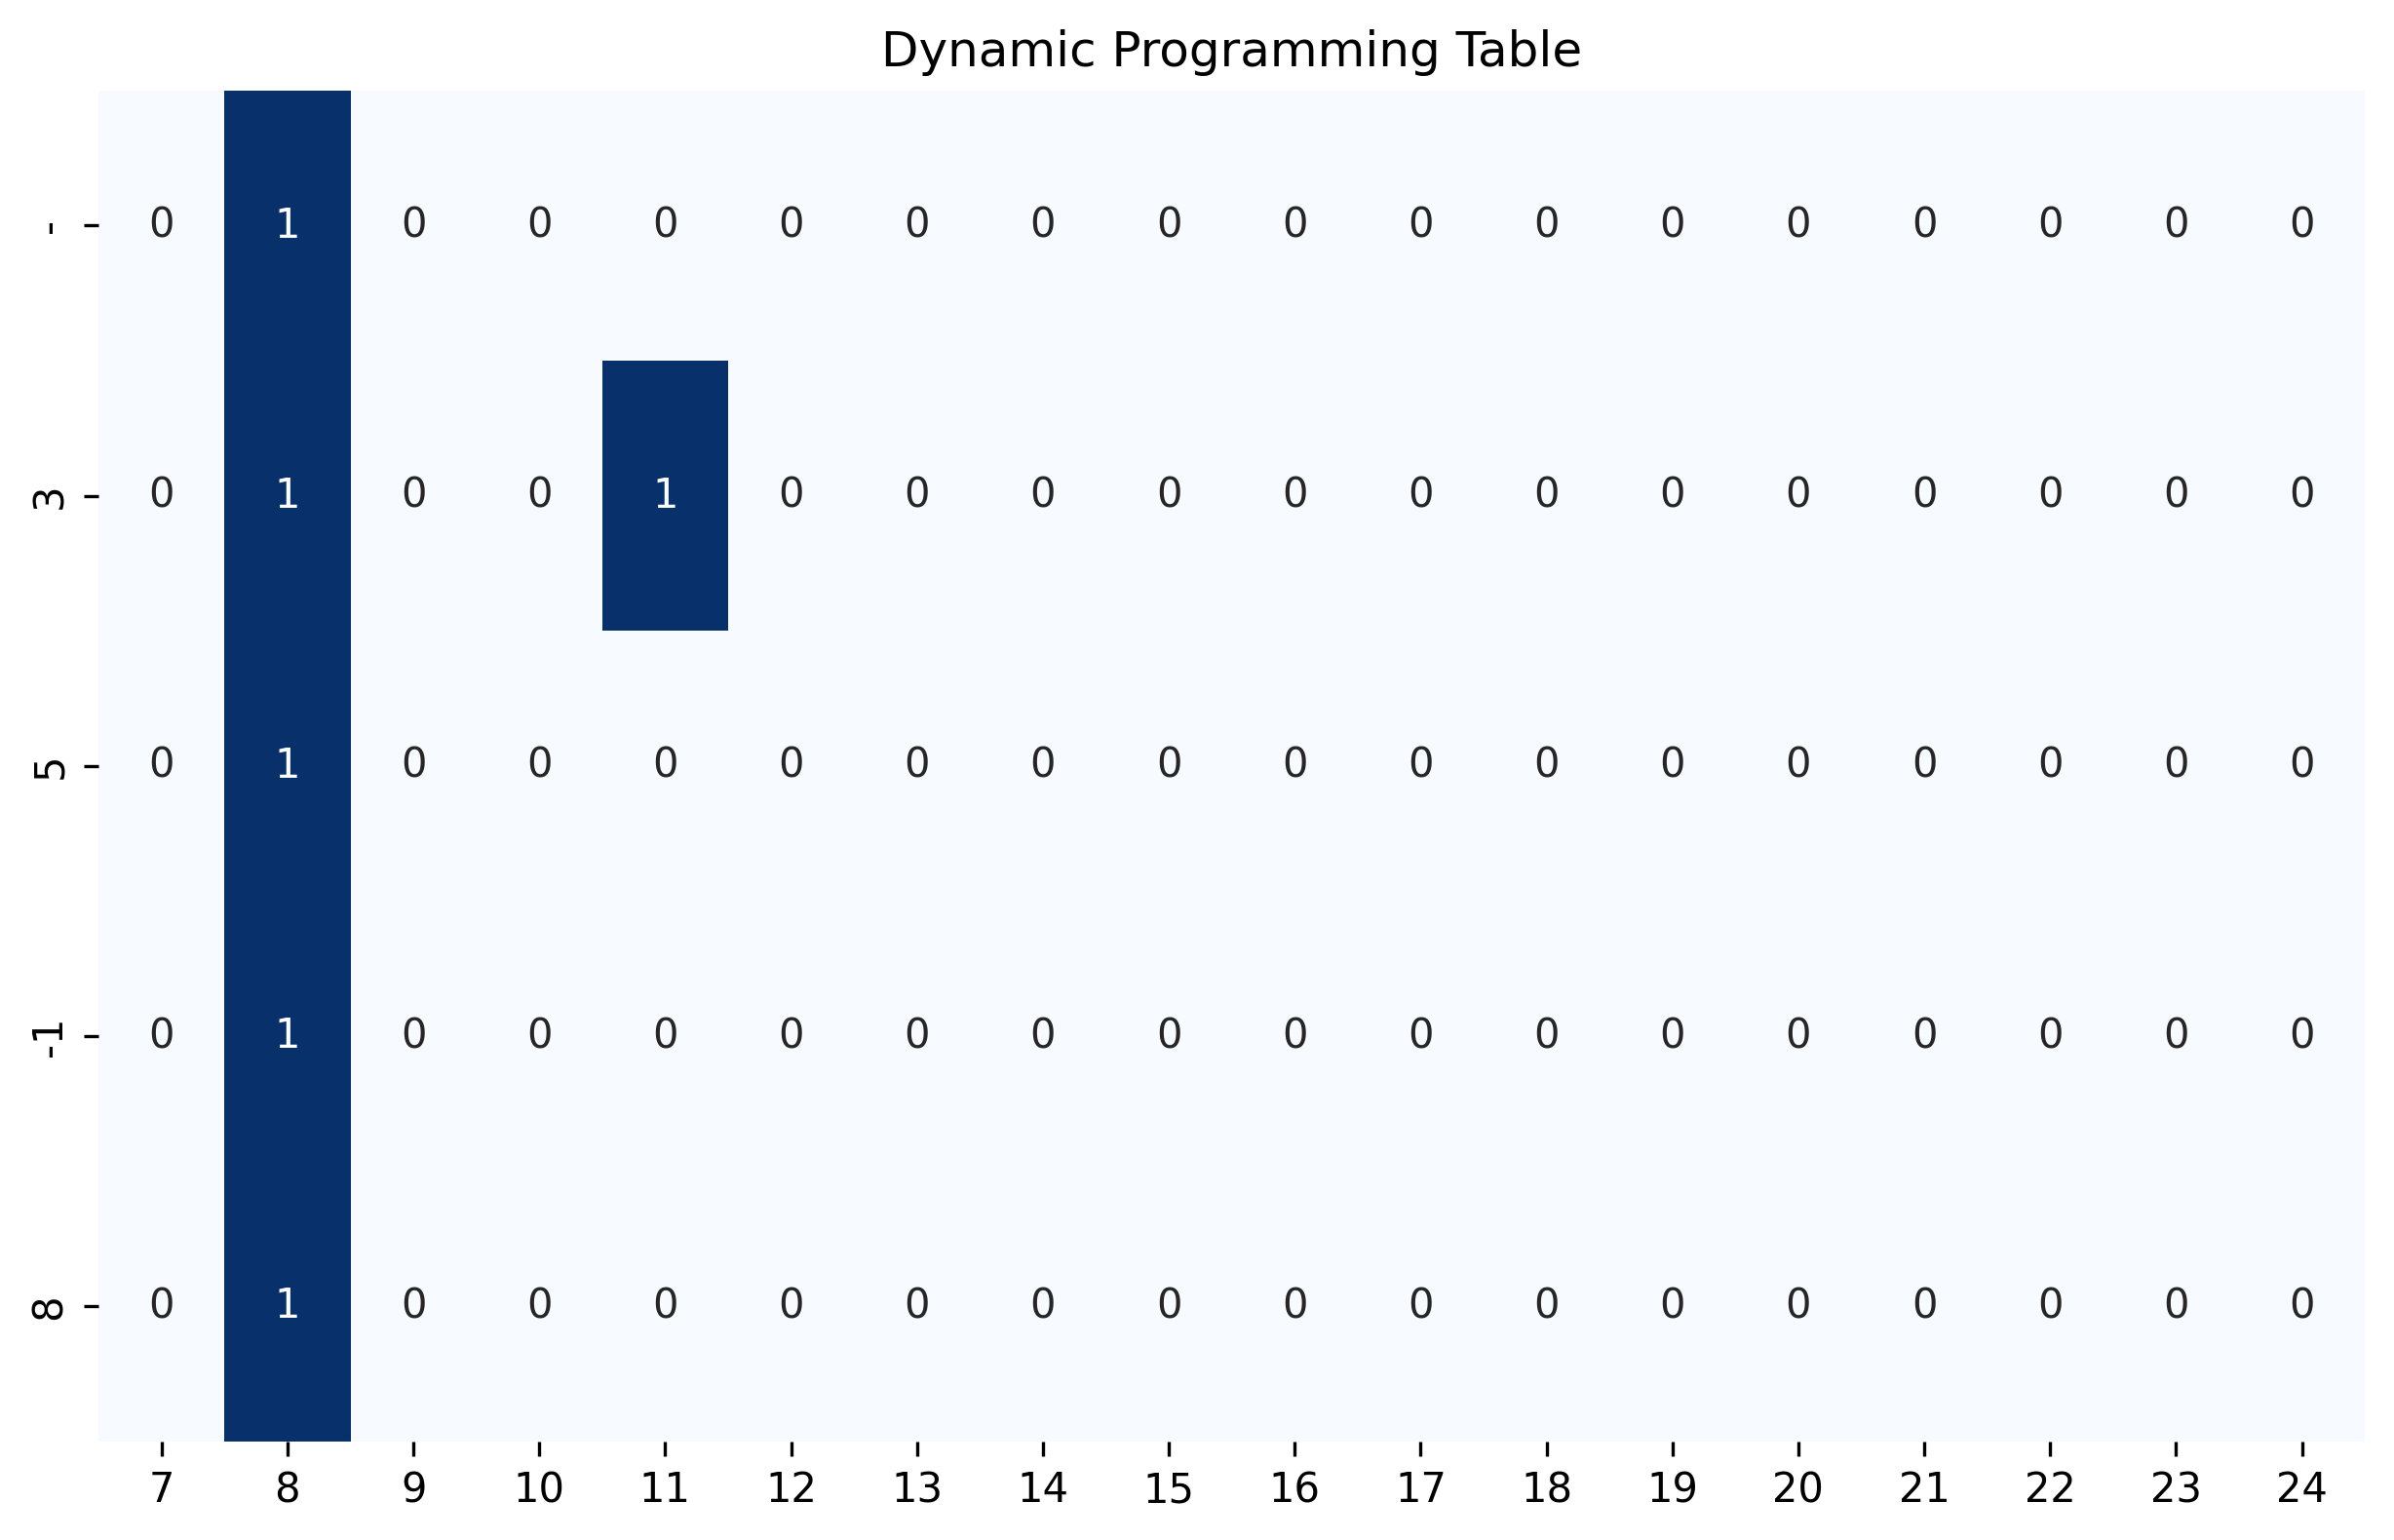 Dynamic Programming Table
- 0 1 0 0 0 0 0 0 0 0 0 0 0 0 0 0 0 0
3 0 1 0 0 1 0 0 0 0 0 0 0 0 0 0 0 0 0
5 0 1 0 0 0 0 0 0 0 0 0 0 0 0 0 0 0 0
-1 0 1 0 0 0 0 0 0 0 0 0 0 0 0 0 0 0 0
8 0 1 0 0 0 0 0 0 0 0 0 0 0 0 0 0 0 0
7 8 9 10 11 12 13 14 15 16 17 18 19 20 21 22 23 24